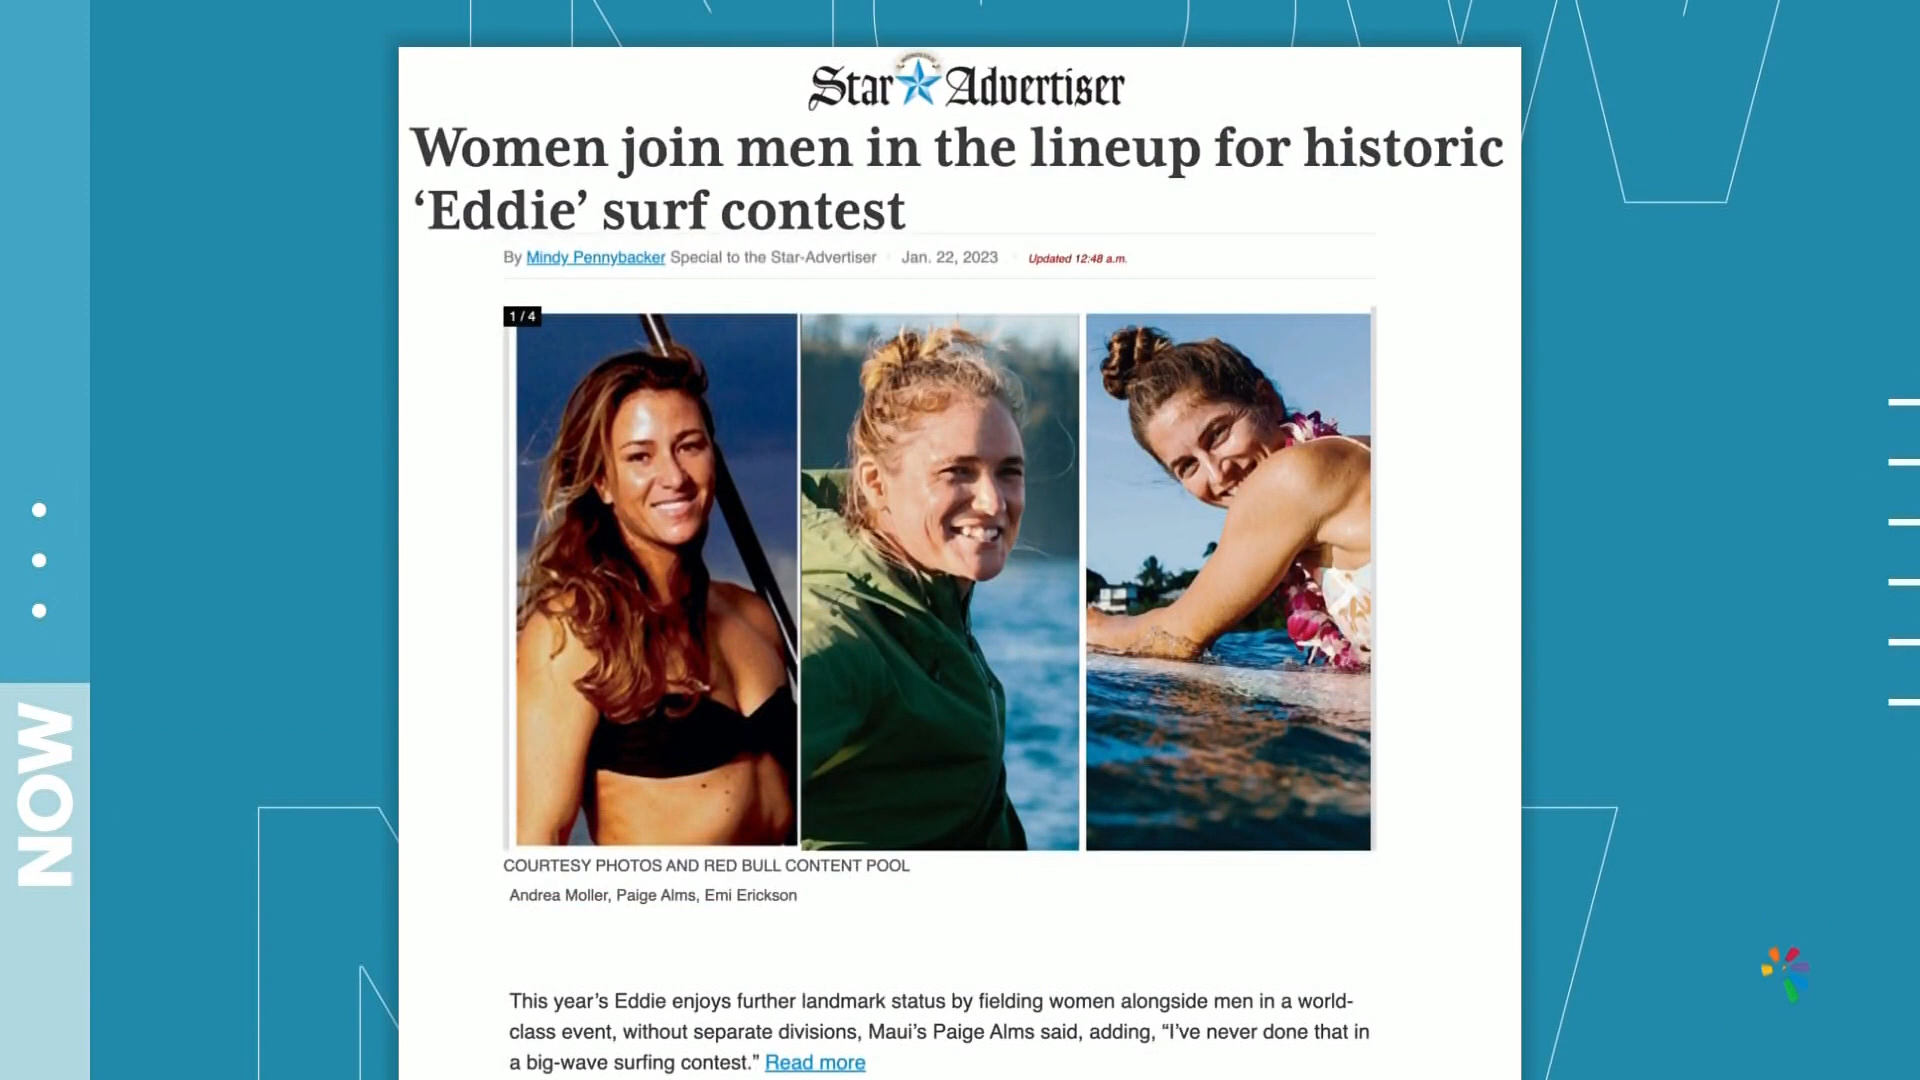 Star Advertiser
Women join men in the lineup for historic
‘Eddie’ surf contest
By Mindy Pennybacker Special to the Star-Advertiser Jan. 22, 2023 Updated 12:48 a.m.
1 / 4
COURTESY PHOTOS AND RED BULL CONTENT POOL
Andrea Moller, Paige Alms, Emi Erickson
This year’s Eddie enjoys further landmark status by fielding women alongside men in a world-
class event, without separate divisions, Maui’s Paige Alms said, adding, “I’ve never done that in
a big-wave surfing contest.” Read more
NOW